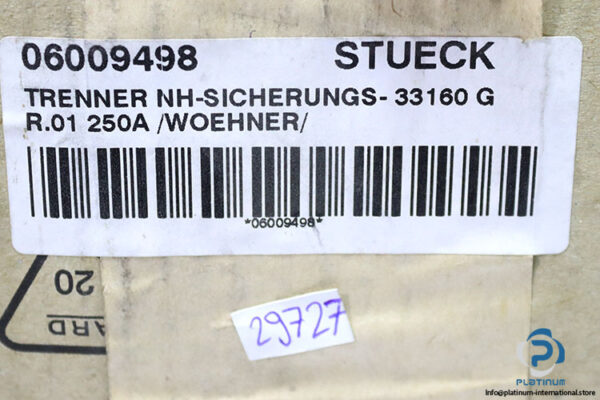 06009498 STUECK
TRENNER NH-SICHERUNGS- 33160 G
R.01 250A /WOEHNER/
*06009498*
20
ARD
29727
PLATINUM
info@platinum-international.store